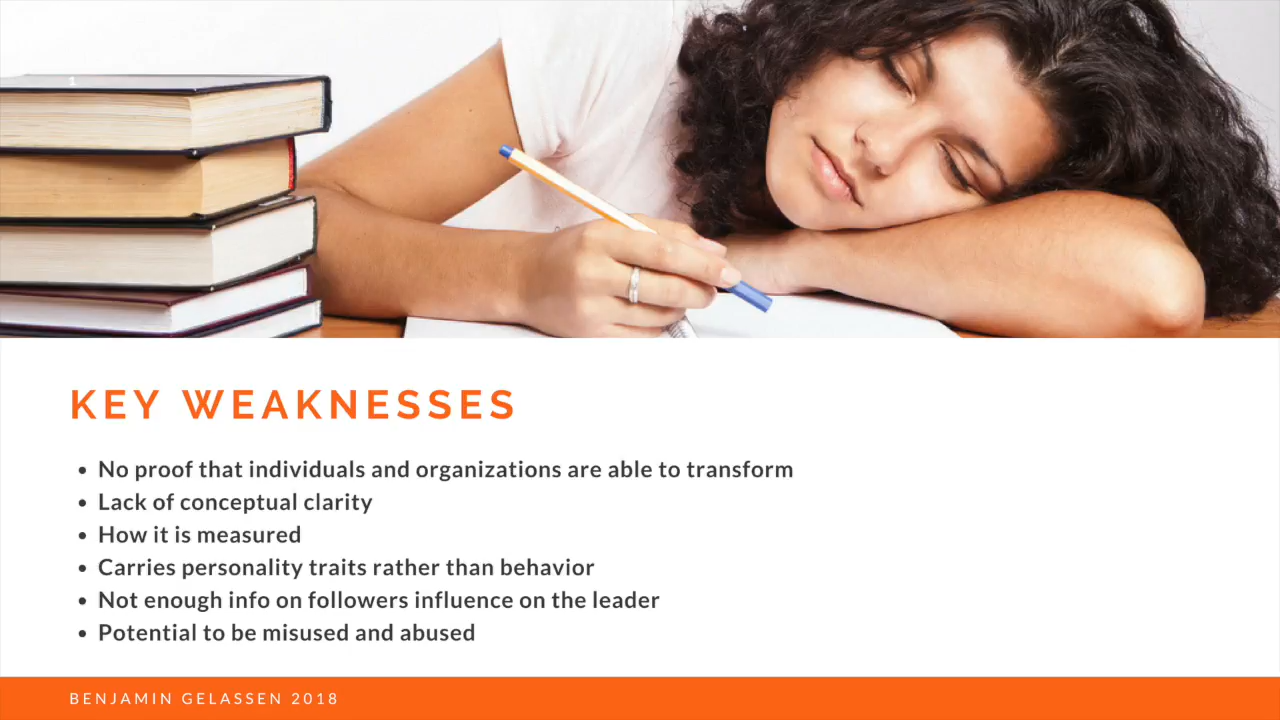 KEY WEAKNESSES
• No proof that individuals and organizations are able to transform
• Lack of conceptual clarity
• How it is measured
• Carries personality traits rather than behavior
• Not enough info on followers influence on the leader
• Potential to be misused and abused
BENJAMIN GELASSEN 2018